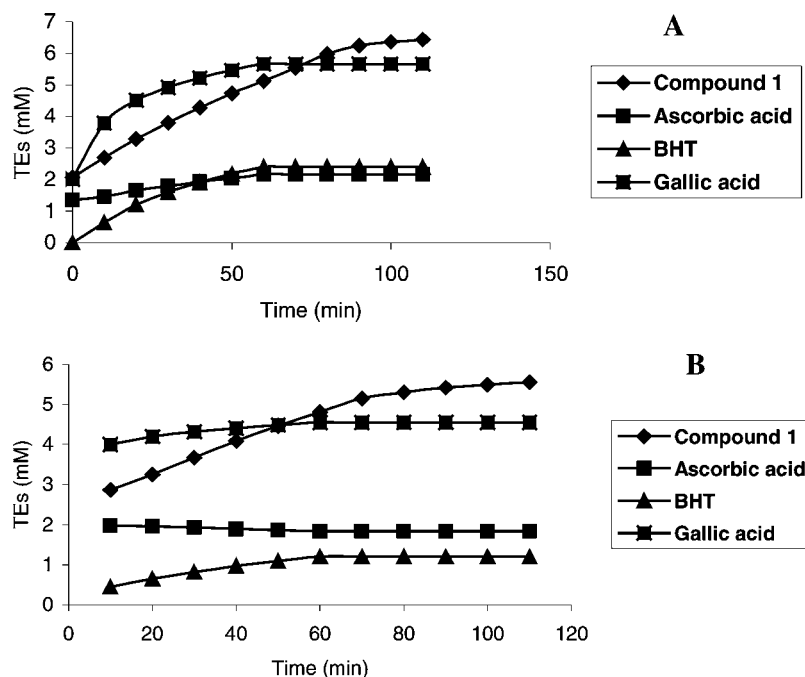 A
7
6
5
4
3
2
1
0
TEs (mM)
0 50 100 150
Time (min)
Compound 1
Ascorbic acid
BHT
Gallic acid
B
6
5
4
3
2
1
0
TEs (mM)
0 20 40 60 80 100 120
Time (min)
Compound 1
Ascorbic acid
BHT
Gallic acid